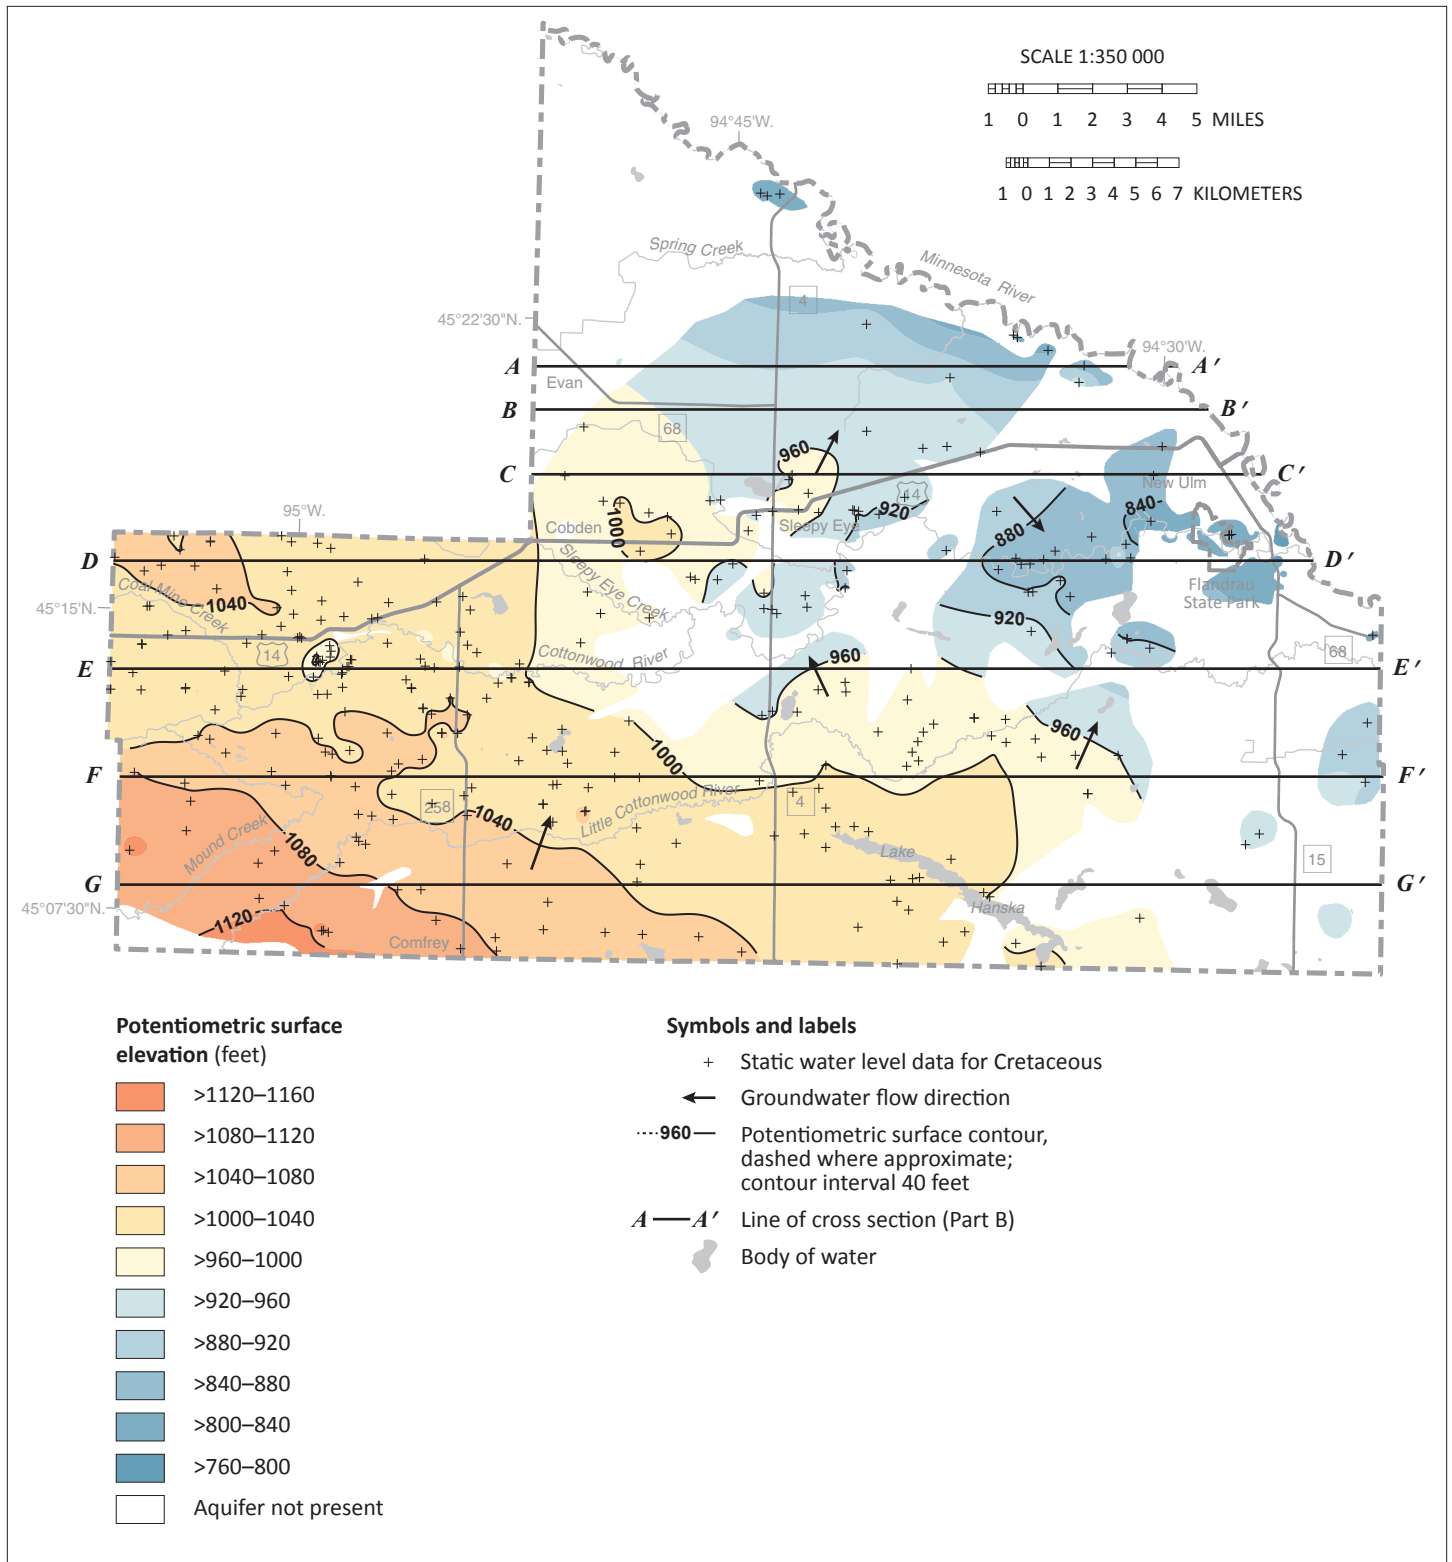 SCALE 1:350 000
1 0 1 2 3 4 5 MILES
1 0 1 2 3 4 5 6 7 KILOMETERS
94°45'W.
Spring Creek
Minnesota River
4
45°22'30"N.
94°30'W.
A A′
Evan
B B′
68
960
C C′
New Ulm
14
1000
920
840
880
Cobden
Sleepy Eye
95°W.
D D′
Coal Mine Creek
Sleepy Eye Creek
Flandrau
State Park
45°15'N.
1040
920
14
Cottonwood River
960
68
E E′
960
1000
F F′
258
1040
Little Cottonwood River
4
Mound Creek
1080
Lake
15
G G′
45°07'30"N.
Hanska
1120
Comfrey
Potentiometric surface
elevation (feet)
>1120–1160
>1080–1120
>1040–1080
>1000–1040
>960–1000
>920–960
>880–920
>840–880
>800–840
>760–800
Aquifer not present
Symbols and labels
+ Static water level data for Cretaceous
Groundwater flow direction
960 Potentiometric surface contour,
dashed where approximate;
contour interval 40 feet
A A′ Line of cross section (Part B)
Body of water